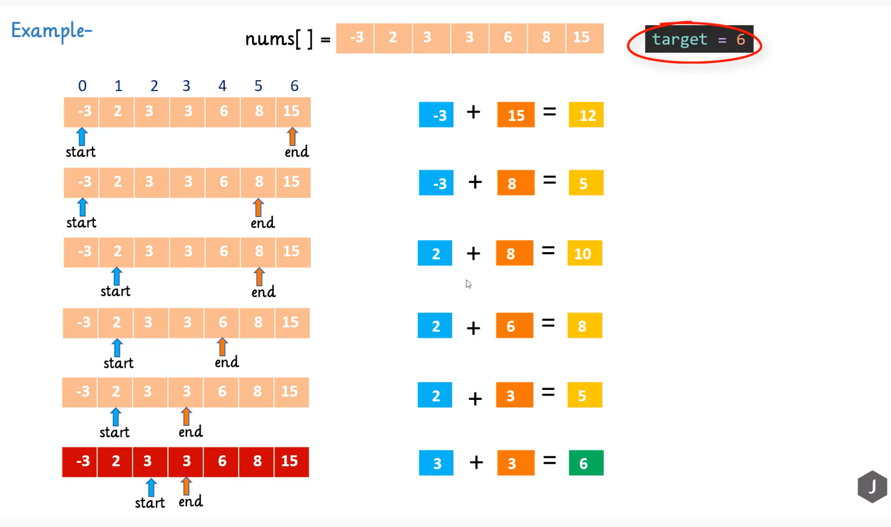 Example-
nums[ ] = -3 2 3 3 6 8 15
target = 6
0 1 2 3 4 5 6
-3 2 3 3 6 8 15
start end
-3 + 15 = 12
-3 2 3 3 6 8 15
start end
-3 + 8 = 5
-3 2 3 3 6 8 15
start end
2 + 8 = 10
-3 2 3 3 6 8 15
start end
2 + 6 = 8
-3 2 3 3 6 8 15
start end
2 + 3 = 5
-3 2 3 3 6 8 15
start end
3 + 3 = 6
J